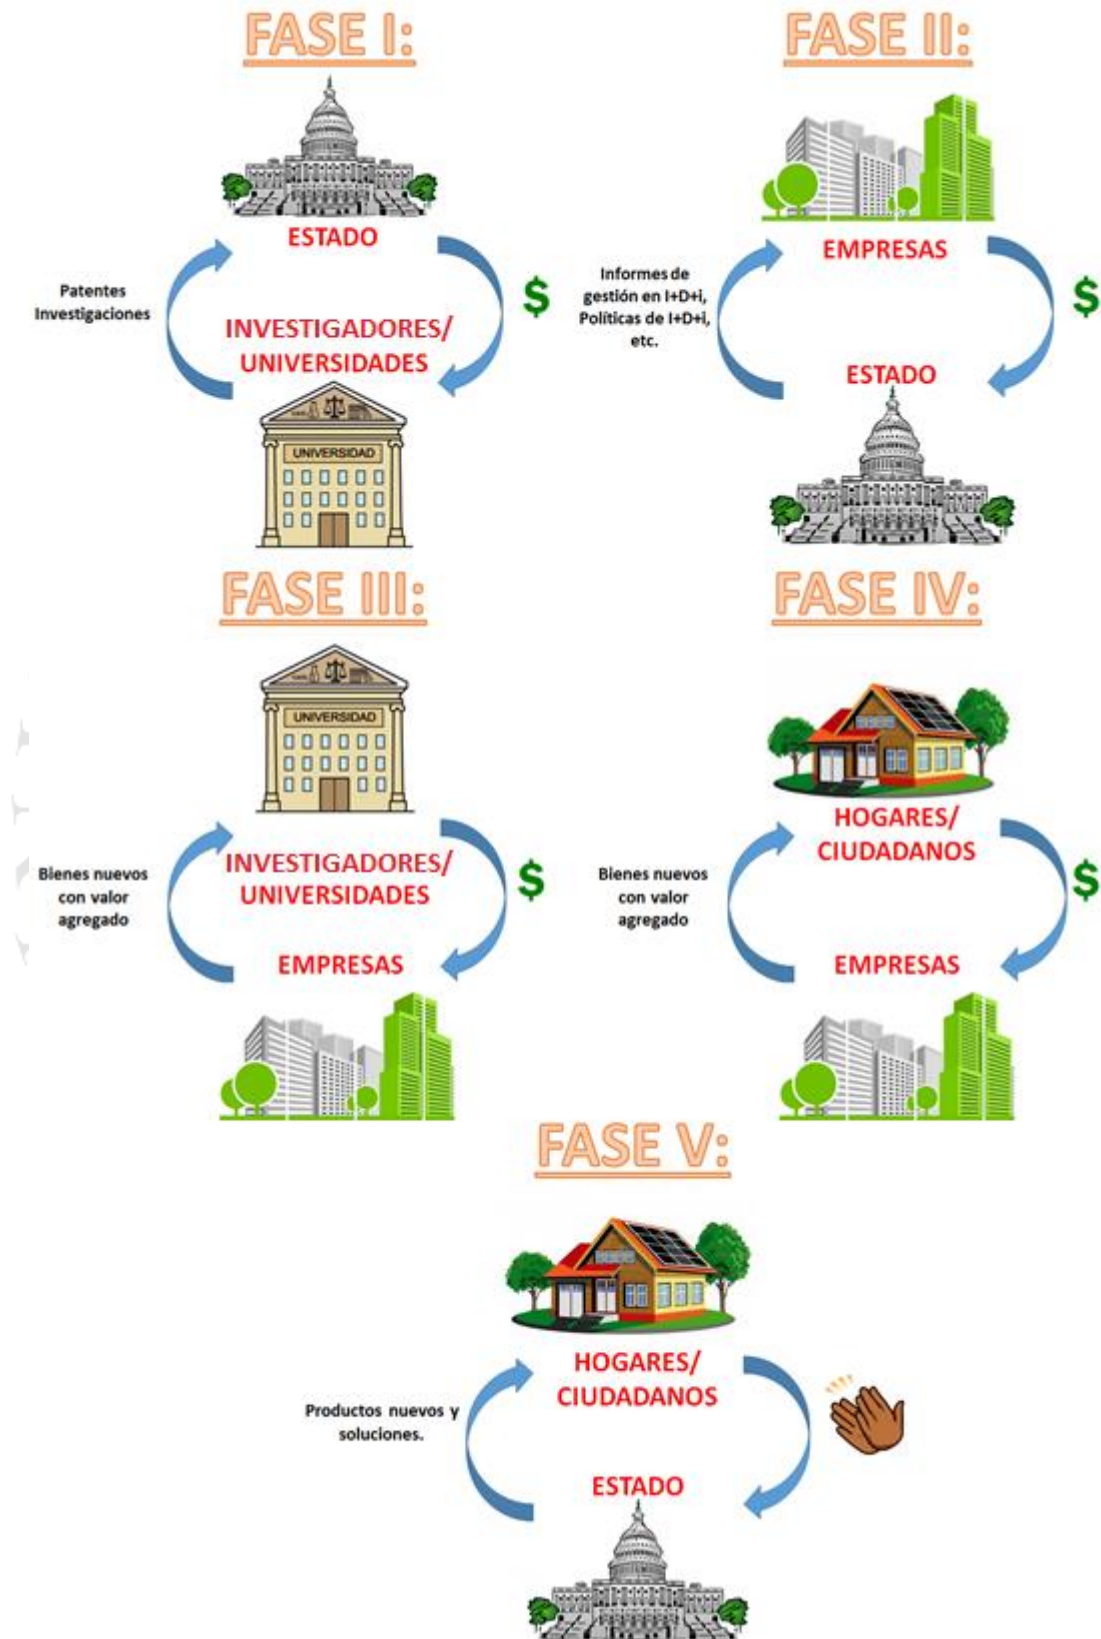 FASE I:
ESTADO
Patentes
Investigaciones
$
INVESTIGADORES/
UNIVERSIDADES
UNIVERSIDAD
FASE II:
EMPRESAS
Informes de
gestión en I+D+i,
Políticas de I+D+i,
etc.
$
ESTADO
FASE III:
UNIVERSIDAD
Bienes nuevos
con valor
agregado
INVESTIGADORES/
UNIVERSIDADES
$
EMPRESAS
FASE IV:
HOGARES/
CIUDADANOS
Bienes nuevos
con valor
agregado
$
EMPRESAS
FASE V:
HOGARES/
CIUDADANOS
Productos nuevos y
soluciones.
ESTADO